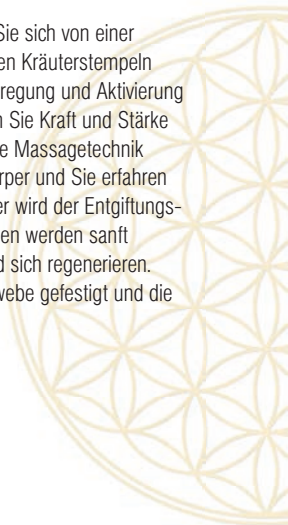 Sie sich von einer
en Kräuterstempeln
regung und Aktivierung
n Sie Kraft und Stärke
e Massagetechnik
rper und Sie erfahren
er wird der Entgiftungs-
en werden sanft
d sich regenerieren.
webe gefestigt und die